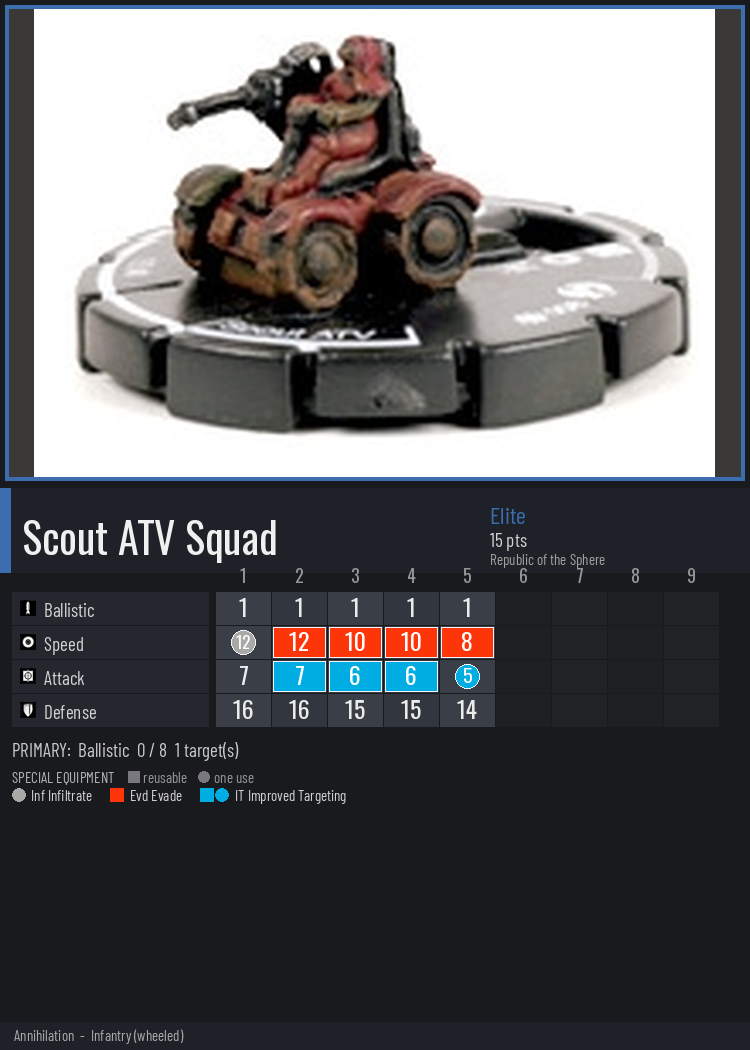 Scout ATV
Scout ATV Squad
Elite
15 pts
Republic of the Sphere
1 2 3 4 5 6 7 8 9
Ballistic 1 1 1 1 1
Speed 12 12 10 10 8
Attack 7 7 6 6 5
Defense 16 16 15 15 14
PRIMARY: Ballistic 0 / 8 1 target(s)
SPECIAL EQUIPMENT reusable one use
Inf Infiltrate Evd Evade IT Improved Targeting
Annihilation - Infantry (wheeled)